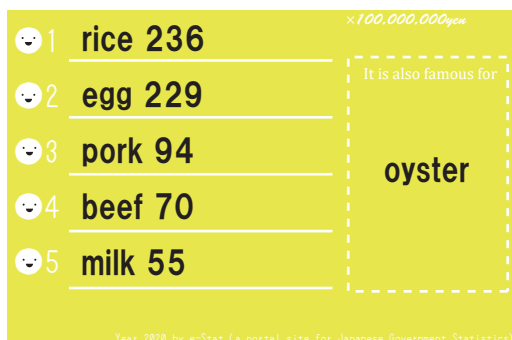 ×100,000,000yen
1 rice 236
2 egg 229
3 pork 94
4 beef 70
5 milk 55
It is also famous for
oyster
Year 2020 by e-Stat (a portal site for Japanese Government Statistics)